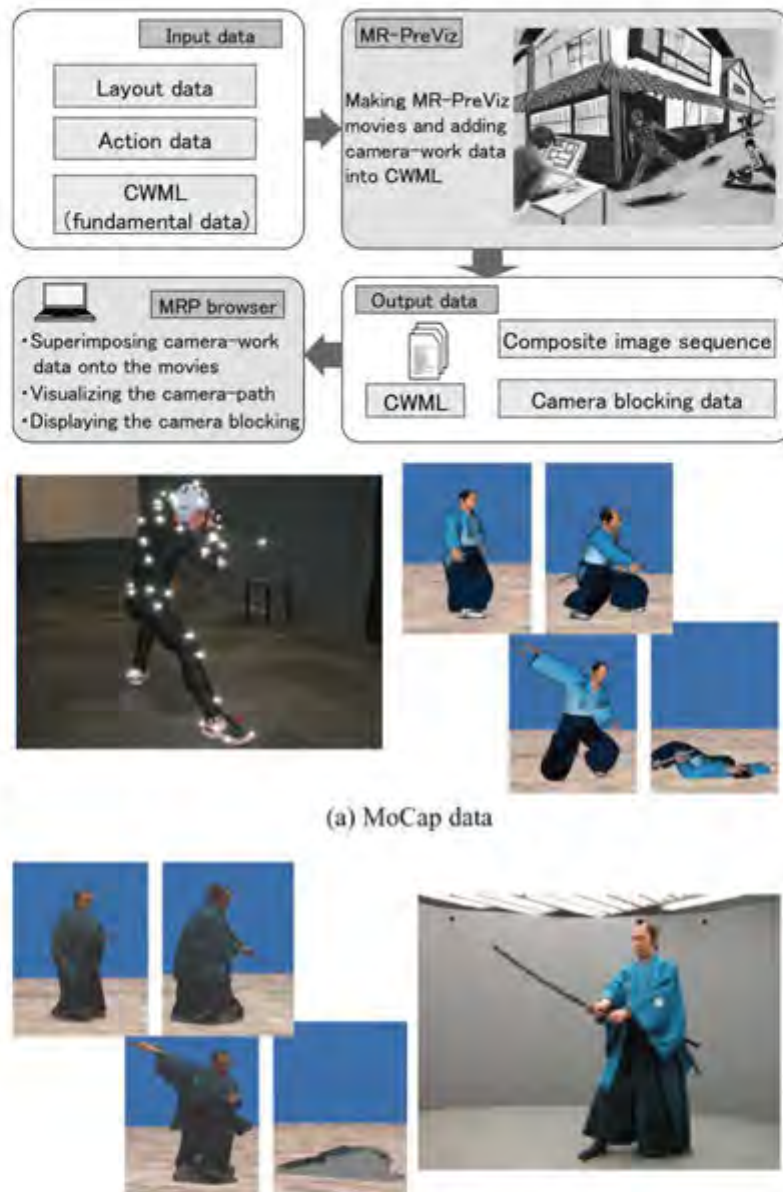 Input data
Layout data
Action data
CWML
(fundamental data)
MR-PreViz
Making MR-PreViz
movies and adding
camera-work data
into CWML
MRP browser
・Superimposing camera-work
data onto the movies
・Visualizing the camera-path
・Displaying the camera blocking
Output data
CWML
Composite image sequence
Camera blocking data
(a) MoCap data